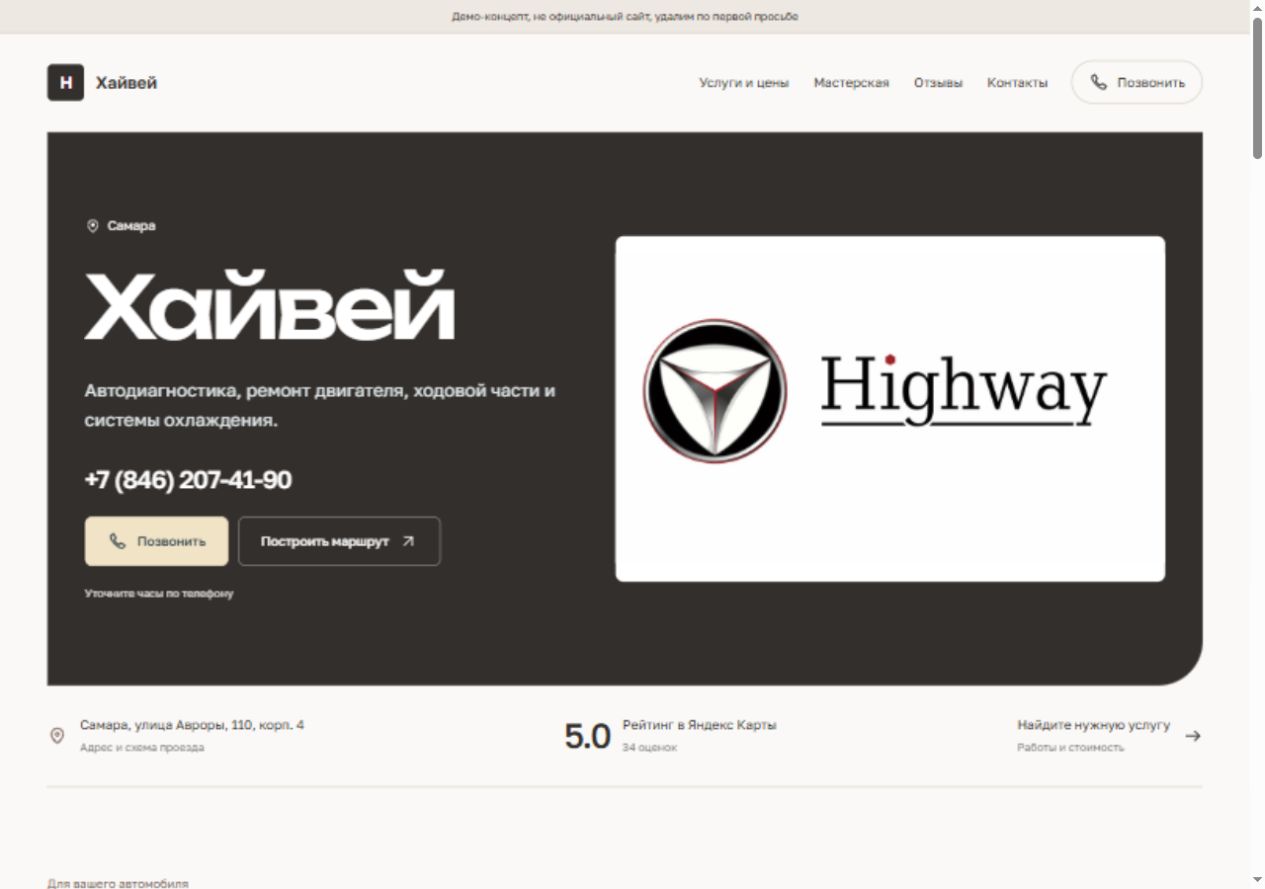 Демо-концепт, не официальный сайт, удалим по первой просьбе
H Хайвей
Услуги и цены Мастерская Отзывы Контакты Позвонить
Самара
Хайвей
Автодиагностика, ремонт двигателя, ходовой части и
системы охлаждения.
+7 (846) 207-41-90
Позвонить Построить маршрут
Уточните часы по телефону
Highway
Самара, улица Авроры, 110, корп. 4
Адрес и схема проезда
5.0 Рейтинг в Яндекс Карты
34 оценок
Найдите нужную услугу
Работы и стоимость
Для вашего автомобиля